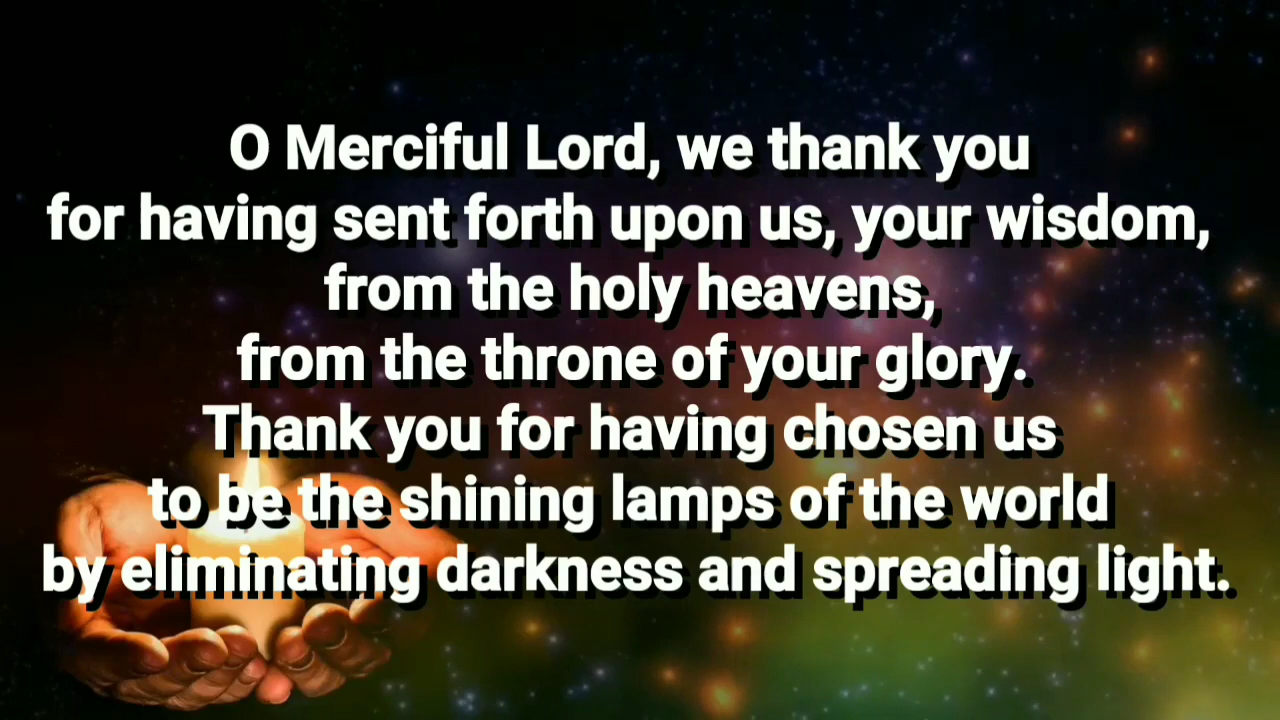 O Merciful Lord, we thank you
for having sent forth upon us, your wisdom,
from the holy heavens,
from the throne of your glory.
Thank you for having chosen us
to be the shining lamps of the world
by eliminating darkness and spreading light.